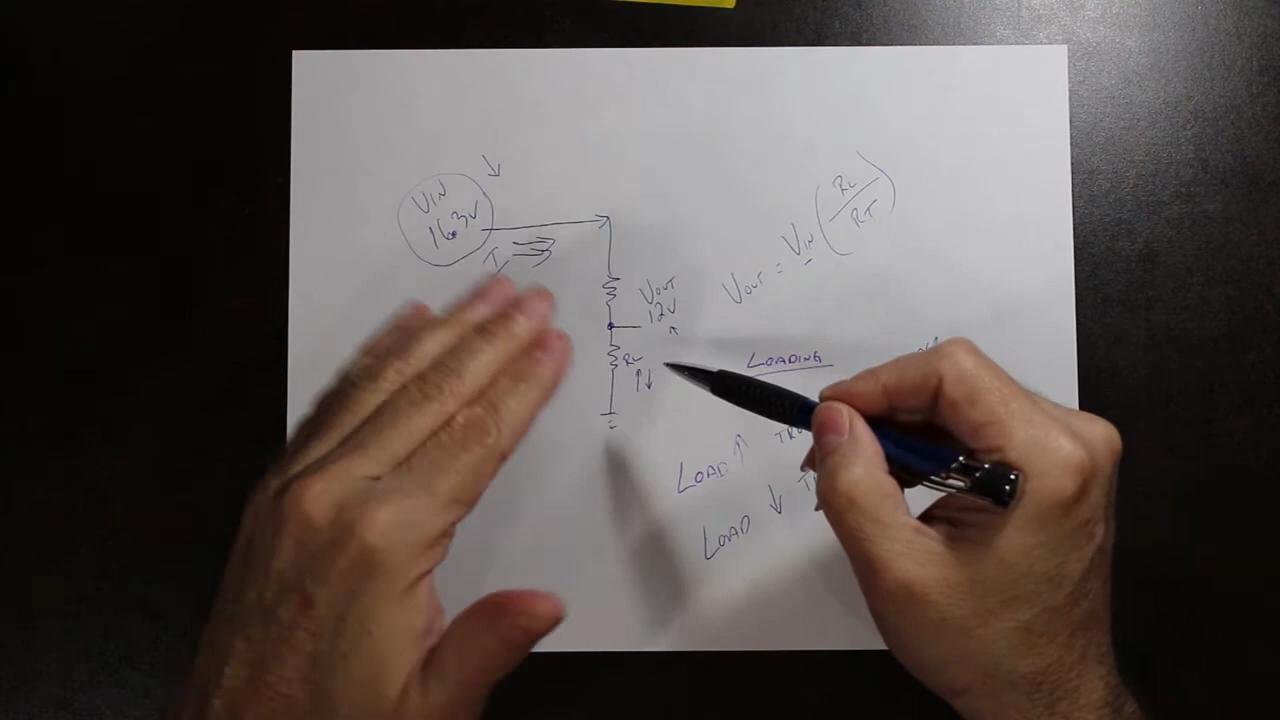 VIN
16.3V
I
VOUT
12V
RL
VOUT = VIN (RL/RT)
LOADING
LOAD ↑
LOAD ↓